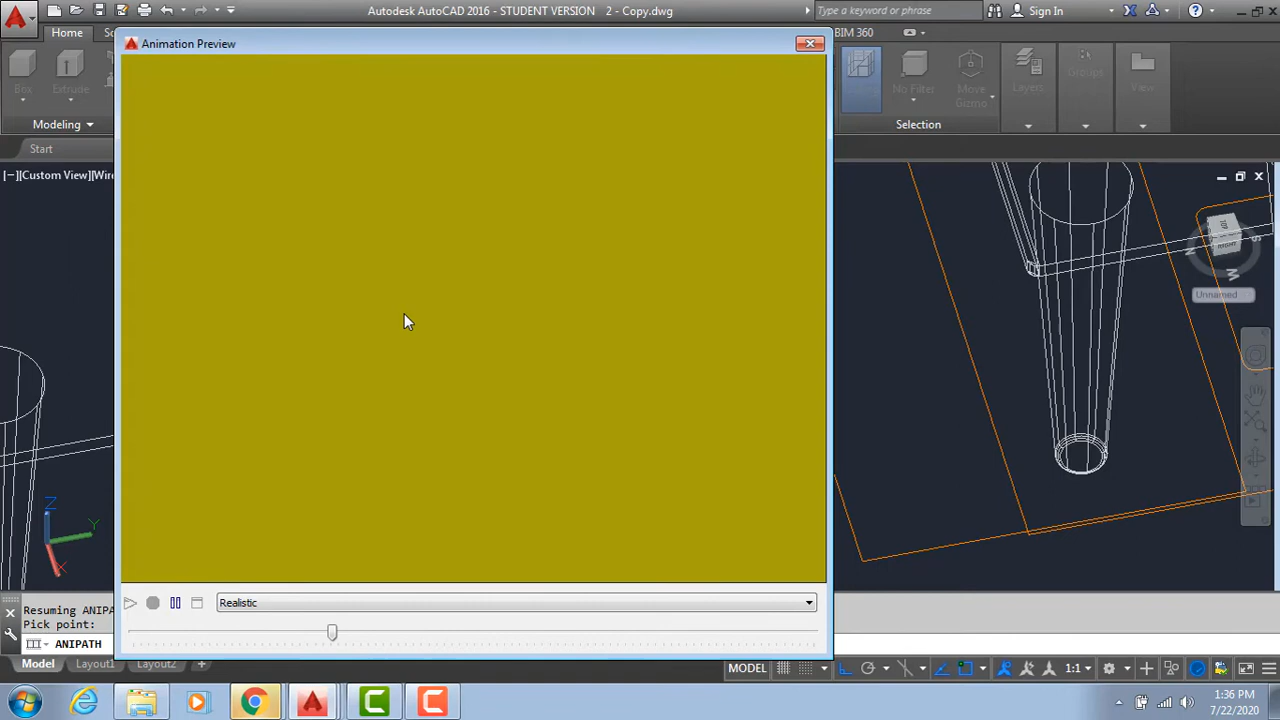 Autodesk AutoCAD 2016 - STUDENT VERSION 2 - Copy.dwg
Type a keyword or phrase
Sign In
Home
BIM 360
Animation Preview
Box
Extrude
No Filter
Move
Gizmo
Layers
Groups
View
Modeling
Selection
Start
[−][Custom View][Wire
TOP
RIGHT
N
S
W
Unnamed
Z
Y
X
Realistic
Resuming ANIPA
Pick point:
ANIPATH
Model
Layout1
Layout2
+
MODEL
1:1
1:36 PM
7/22/2020